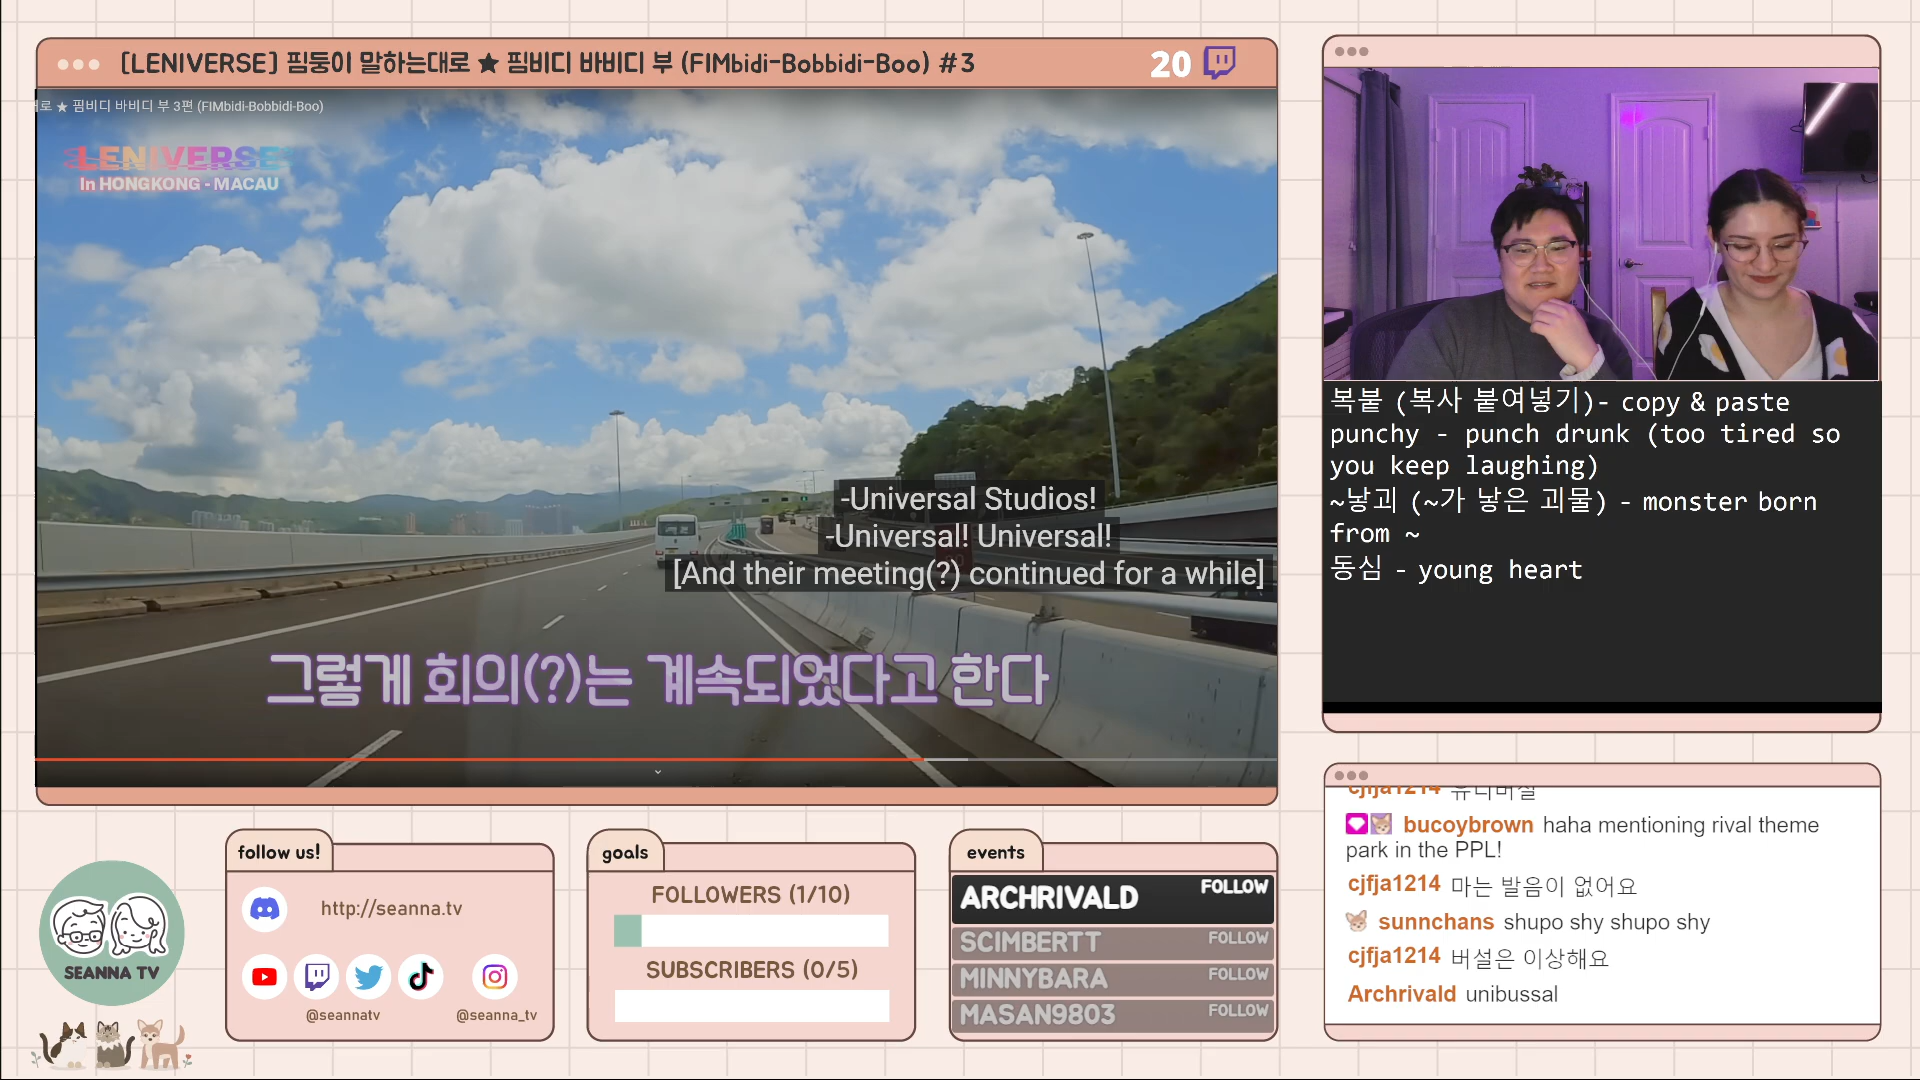 [LENIVERSE] 핌둥이 말하는대로 ★ 핌비디 바비디 부 (FIMbidi-Bobbidi-Boo) #3
20
로 ★ 핌비디 바비디 부 3편 (FIMbidi-Bobbidi-Boo)
LENIVERSE
In HONGKONG - MACAU
-Universal Studios!
-Universal! Universal!
[And their meeting(?) continued for a while]
그렇게 회의(?)는 계속되었다고 한다
복붙 (복사 붙여넣기)- copy & paste
punchy - punch drunk (too tired so
you keep laughing)
~낳괴 (~가 낳은 괴물) - monster born
from ~
동심 - young heart
cjfja1214 유니버설
bucoybrown haha mentioning rival theme
park in the PPL!
cjfja1214 마는 발음이 없어요
sunnchans shupo shy shupo shy
cjfja1214 버설은 이상해요
Archrivald unibussal
SEANNA TV
follow us!
http://seanna.tv
@seannatv
@seanna_tv
goals
FOLLOWERS (1/10)
SUBSCRIBERS (0/5)
events
ARCHRIVALD FOLLOW
SCIMBERTT FOLLOW
MINNYBARA FOLLOW
MASAN9803 FOLLOW